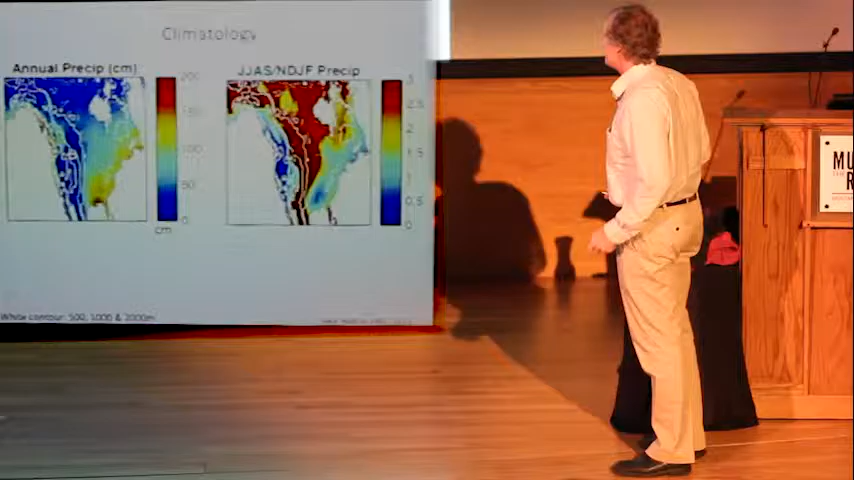 Climatology
Annual Precip (cm)
JJAS/NDJF Precip
200
150
100
50
0
cm
3
2.5
2
1.5
1
0.5
0
White contour: 500, 1000 & 2000m
MU
R